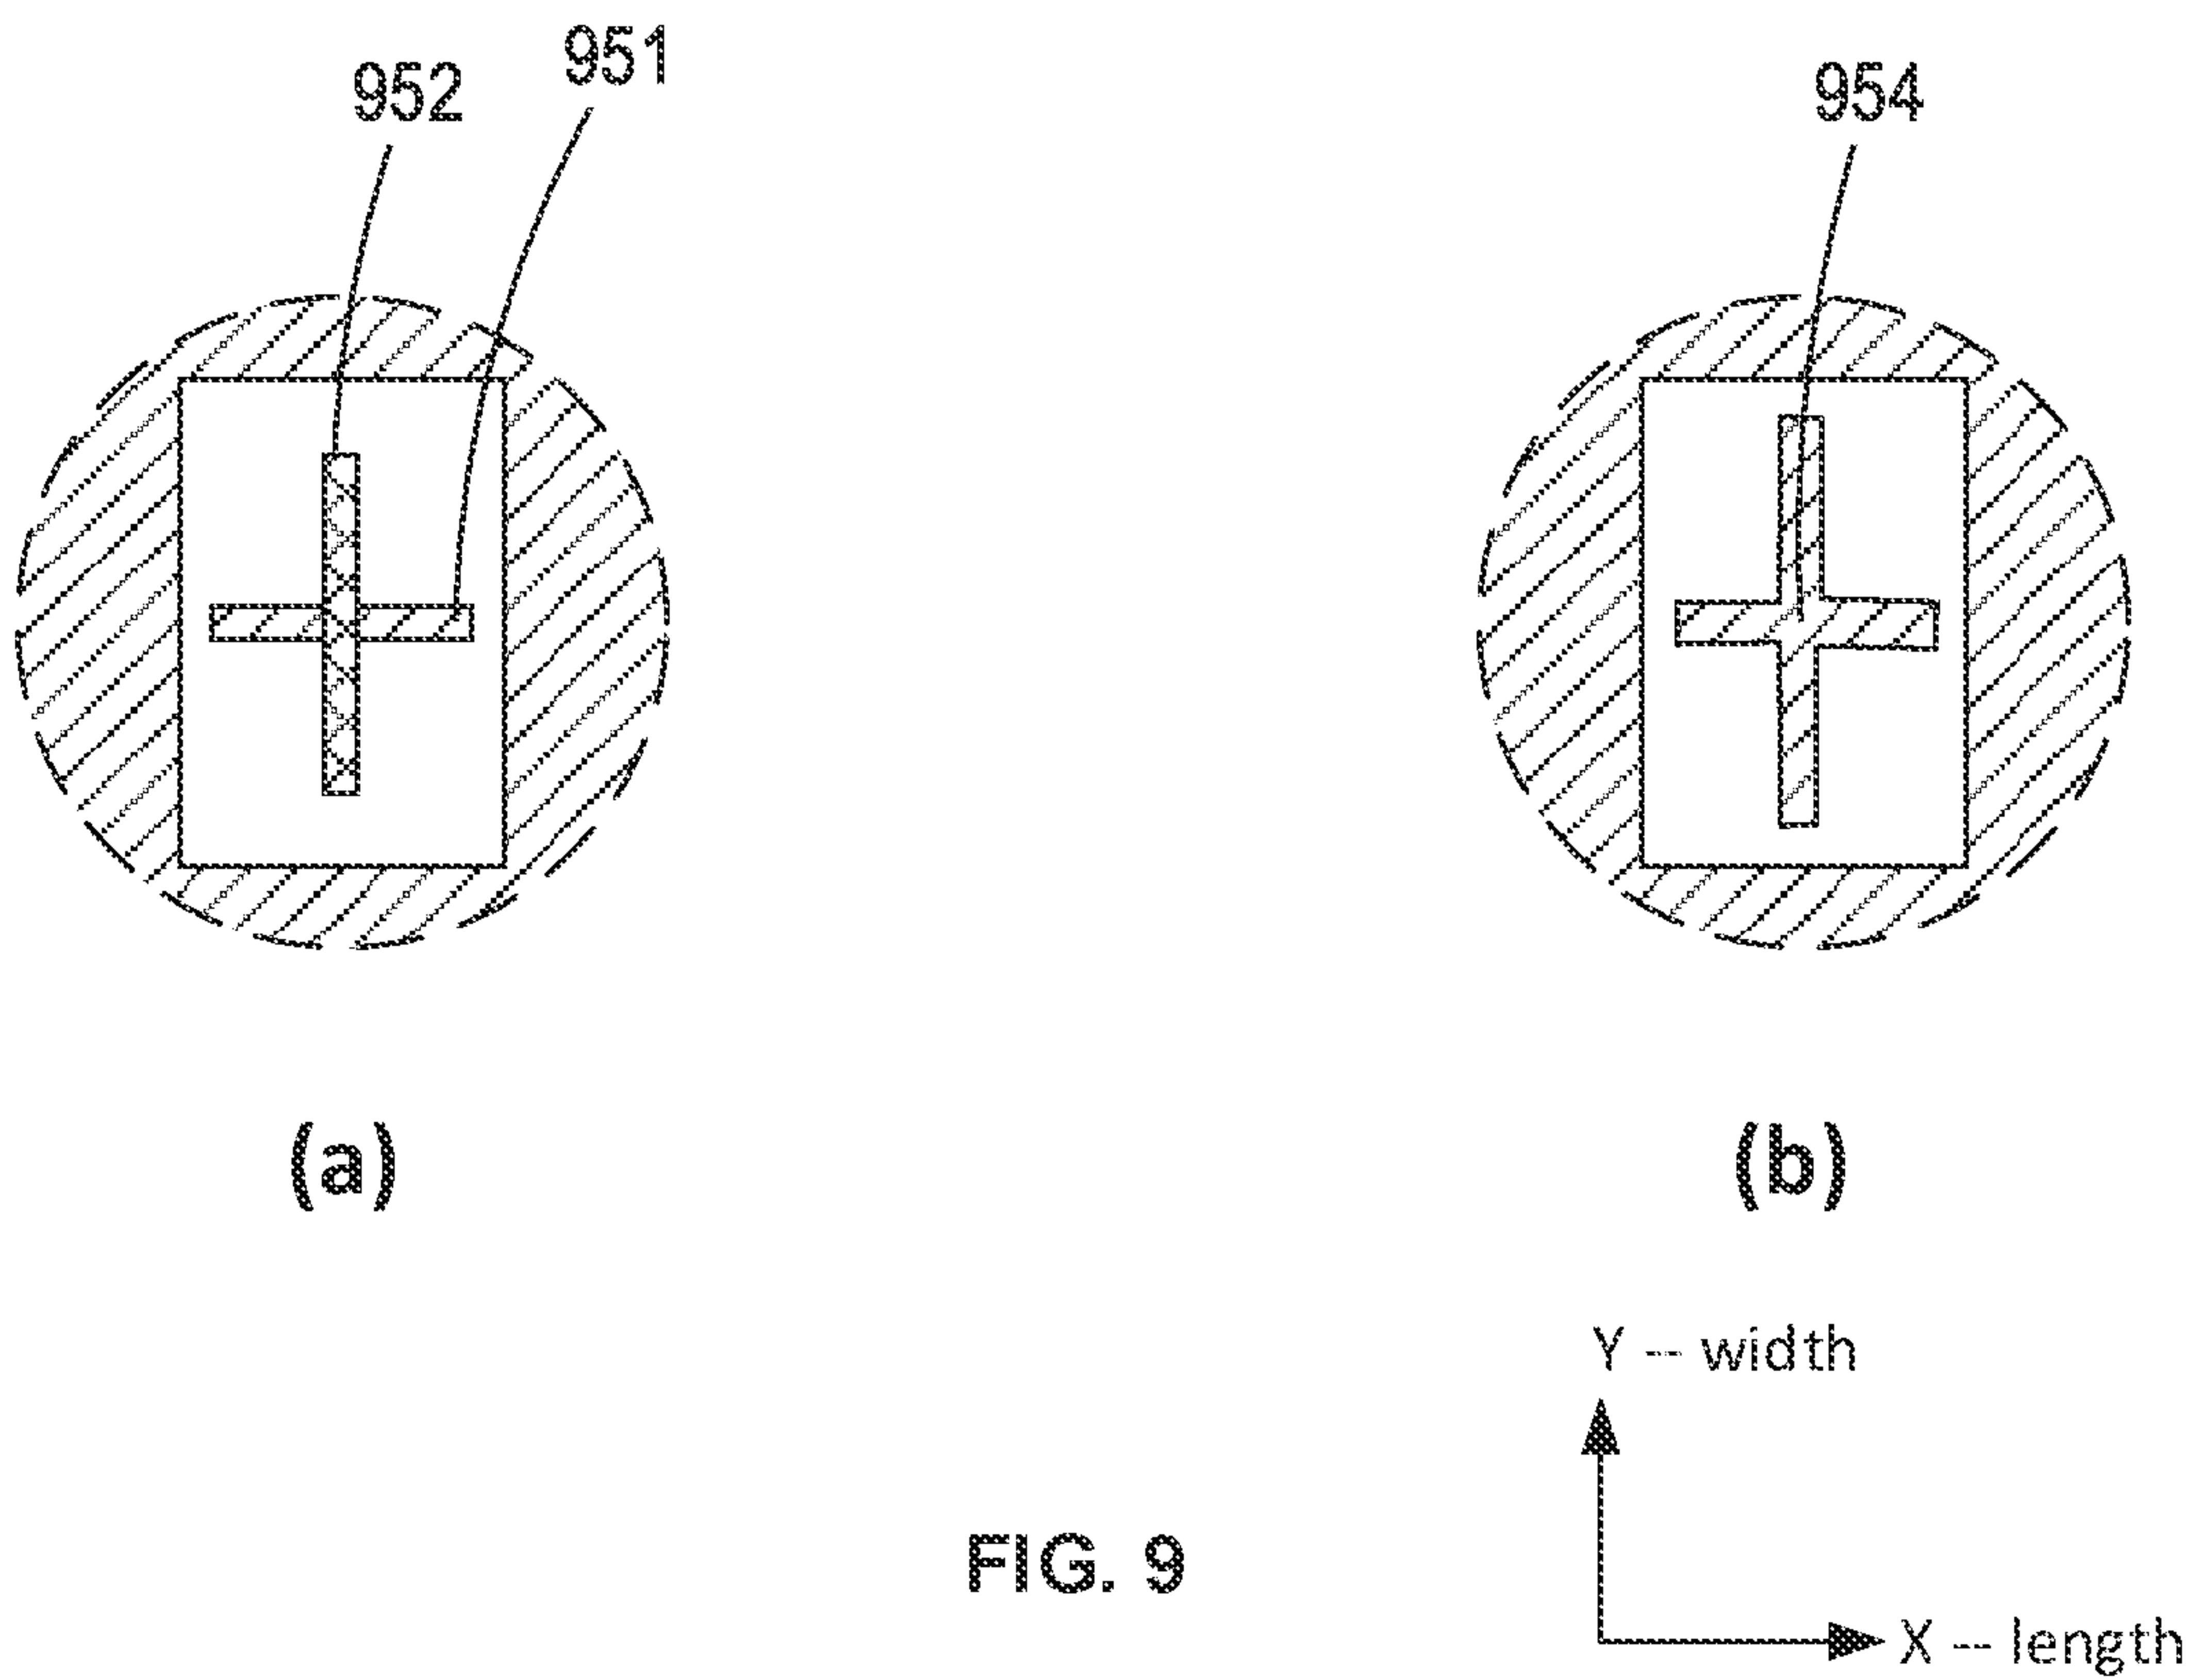 952
951
954
(a)
(b)
Y -- width
X -- length
FIG. 9